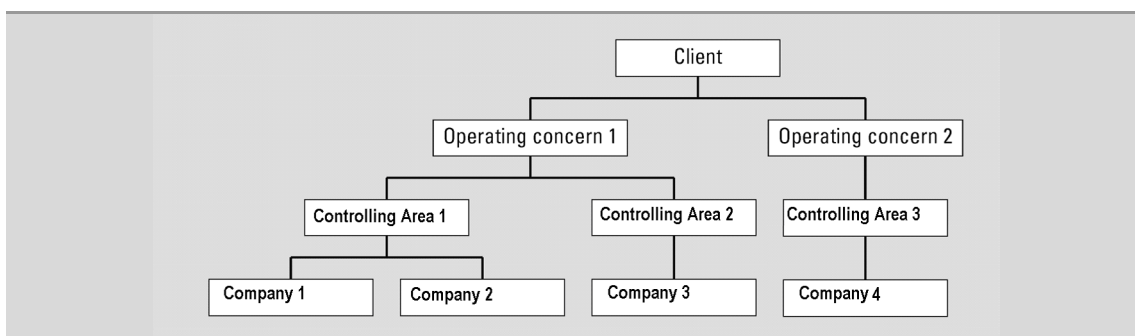 Client
Operating concern 1
Operating concern 2
Controlling Area 1
Controlling Area 2
Controlling Area 3
Company 1
Company 2
Company 3
Company 4